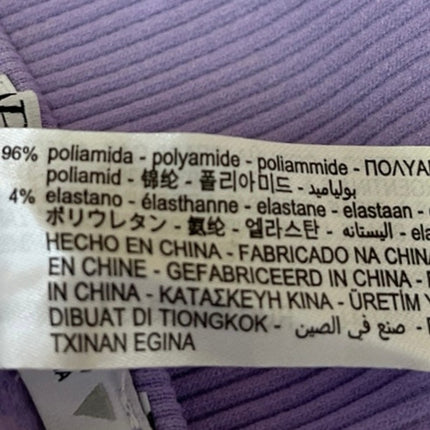 96% poliamida - polyamide - poliammide - ΠΟΛΥΑ
poliamid - 锦纶 - 폴리아미드 - بولياميد -
4% elastano - élasthanne - elastane - elastaan -
ポリウレタン - 氨纶 - 엘라스탄 - اليستانه - ela
HECHO EN CHINA - FABRICADO NA CHINA
EN CHINE - GEFABRICEERD IN CHINA -
IN CHINA - ΚΑΤΑΣΚΕΥΗ ΚΙΝΑ - ÜRETİM Y
DIBUAT DI TIONGKOK - صنع في الصين -
TXINAN EGINA